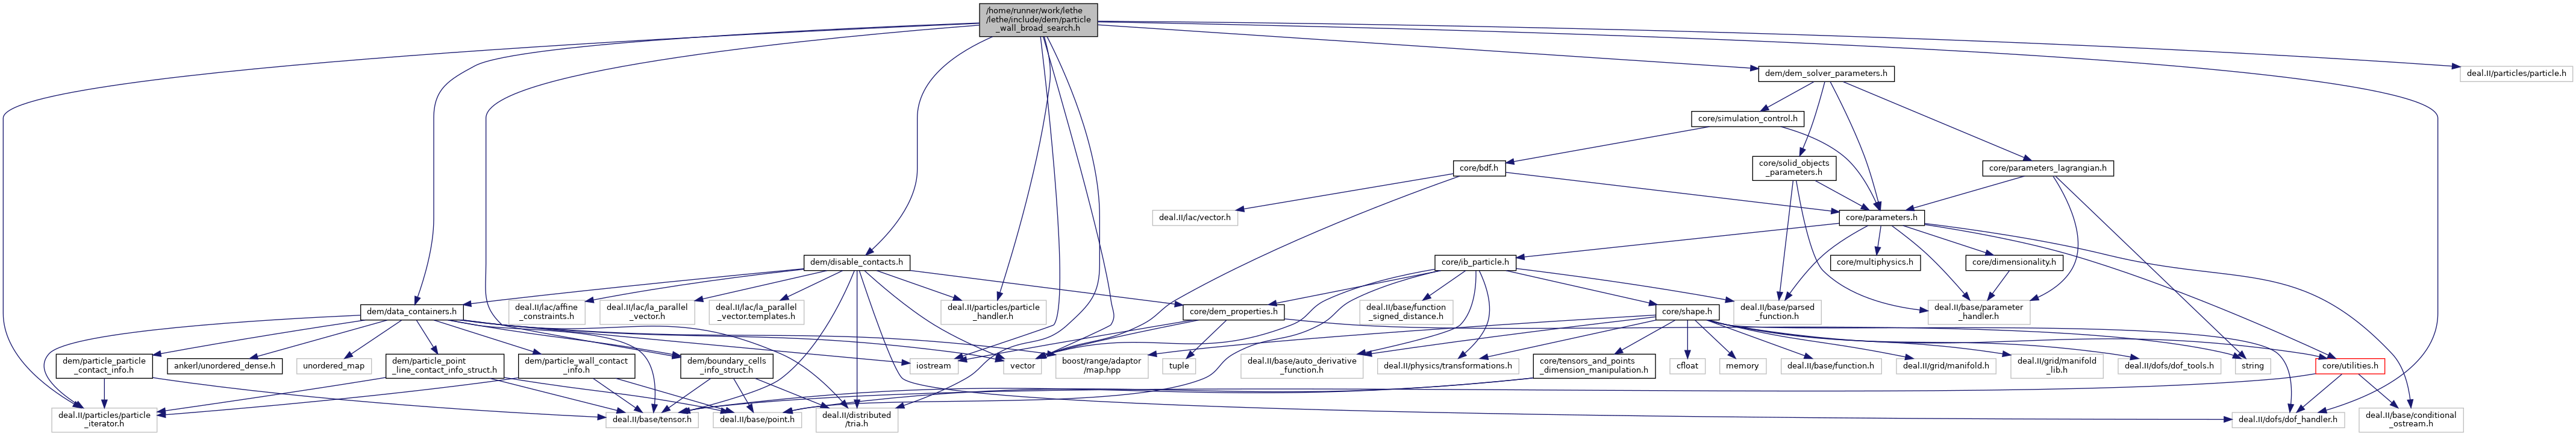 /home/runner/work/lethe
/lethe/include/dem/particle
_wall_broad_search.h
dem/dem_solver_parameters.h
deal.II/particles/particle.h
core/simulation_control.h
core/bdf.h
core/solid_objects
_parameters.h
core/parameters_lagrangian.h
deal.II/lac/vector.h
core/parameters.h
dem/disable_contacts.h
core/ib_particle.h
core/multiphysics.h
core/dimensionality.h
dem/data_containers.h
deal.II/lac/affine
_constraints.h
deal.II/lac/la_parallel
_vector.h
deal.II/lac/la_parallel
_vector.templates.h
deal.II/particles/particle
_handler.h
core/dem_properties.h
deal.II/base/function
_signed_distance.h
core/shape.h
deal.II/base/parsed
_function.h
deal.II/base/parameter
_handler.h
dem/particle_particle
_contact_info.h
ankerl/unordered_dense.h
unordered_map
dem/particle_point
_line_contact_info_struct.h
dem/particle_wall_contact
_info.h
dem/boundary_cells
_info_struct.h
iostream
vector
boost/range/adaptor
/map.hpp
tuple
deal.II/base/auto_derivative
_function.h
deal.II/physics/transformations.h
core/tensors_and_points
_dimension_manipulation.h
cfloat
memory
deal.II/base/function.h
deal.II/grid/manifold.h
deal.II/grid/manifold
_lib.h
deal.II/dofs/dof_tools.h
string
core/utilities.h
deal.II/particles/particle
_iterator.h
deal.II/base/tensor.h
deal.II/base/point.h
deal.II/distributed
/tria.h
deal.II/dofs/dof_handler.h
deal.II/base/conditional
_ostream.h